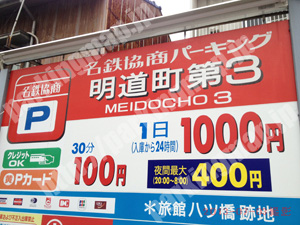 名鉄協商パーキング
明道町第3
MEIDOCHO 3
名鉄協商
P
クレジット
OK
Pカード
30分
100円
1日
(入庫から24時間)
1000円
夜間最大
(20:00〜8:00)
400円
*旅館八ツ橋 跡地